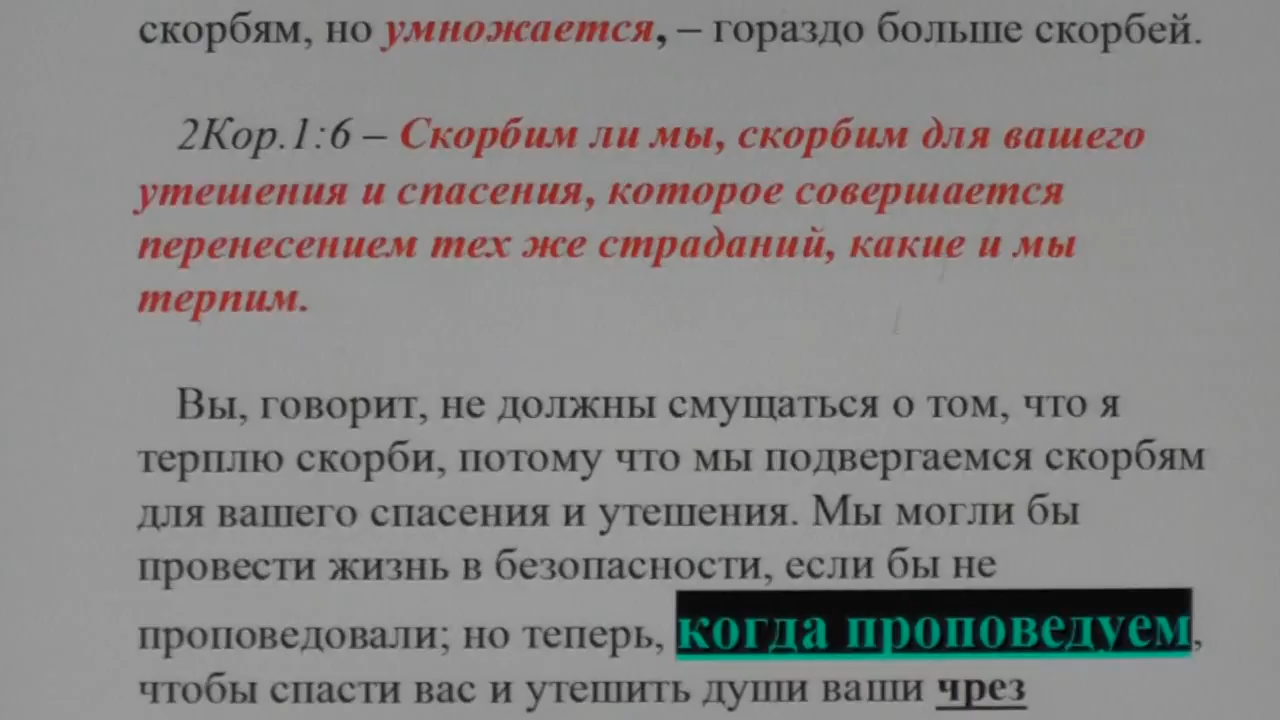 скорбям, но умножается, – гораздо больше скорбей.
2Кор.1:6 – Скорбим ли мы, скорбим для вашего
утешения и спасения, которое совершается
перенесением тех же страданий, какие и мы
терпим.
Вы, говорит, не должны смущаться о том, что я
терплю скорби, потому что мы подвергаемся скорбям
для вашего спасения и утешения. Мы могли бы
провести жизнь в безопасности, если бы не
проповедовали; но теперь, когда проповедуем,
чтобы спасти вас и утешить души ваши чрез